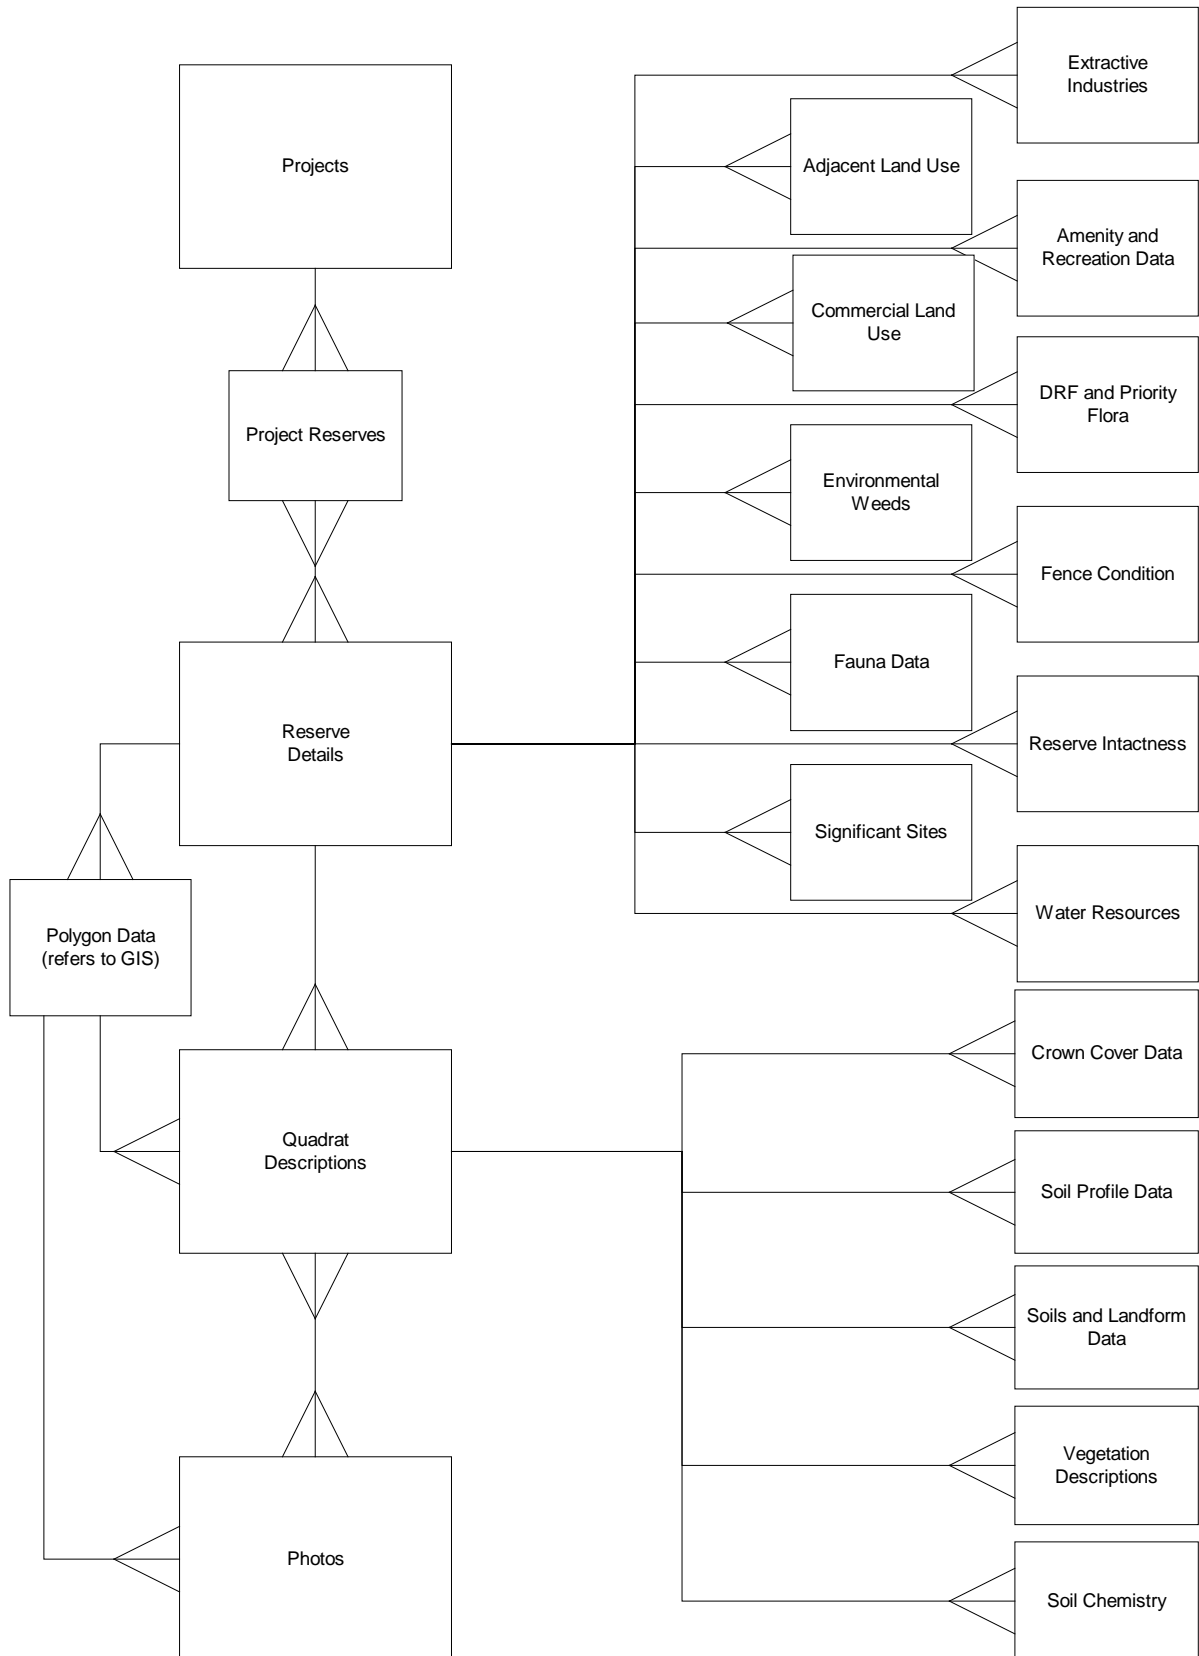 Projects
Project Reserves
Reserve
Details
Polygon Data
(refers to GIS)
Quadrat
Descriptions
Photos
Extractive
Industries
Adjacent Land Use
Amenity and
Recreation Data
Commercial Land
Use
DRF and Priority
Flora
Environmental
Weeds
Fence Condition
Fauna Data
Reserve Intactness
Significant Sites
Water Resources
Crown Cover Data
Soil Profile Data
Soils and Landform
Data
Vegetation
Descriptions
Soil Chemistry